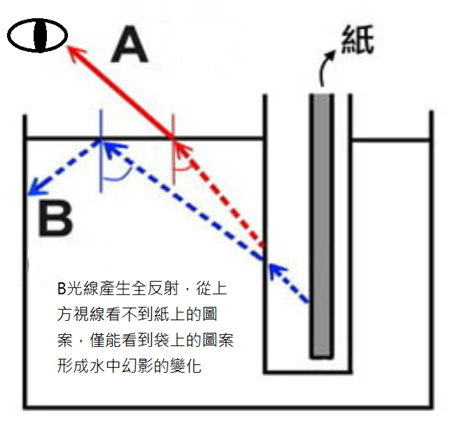 A
紙
B
B光線產生全反射，從上
方視線看不到紙上的圖
案，僅能看到袋上的圖案
形成水中幻影的變化